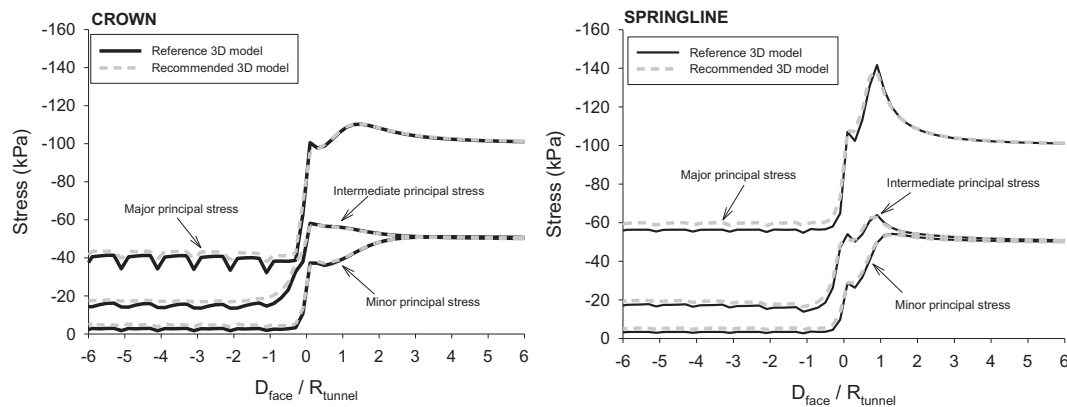 CROWN
-160
-140
-120
-100
-80
-60
-40
-20
0
Stress (kPa)
Reference 3D model
Recommended 3D model
Major principal stress
Intermediate principal stress
Minor principal stress
-6 -5 -4 -3 -2 -1 0 1 2 3 4 5 6
D_face / R_tunnel
SPRINGLINE
-160
-140
-120
-100
-80
-60
-40
-20
0
Stress (kPa)
Reference 3D model
Recommended 3D model
Major principal stress
Intermediate principal stress
Minor principal stress
-6 -5 -4 -3 -2 -1 0 1 2 3 4 5 6
D_face / R_tunnel